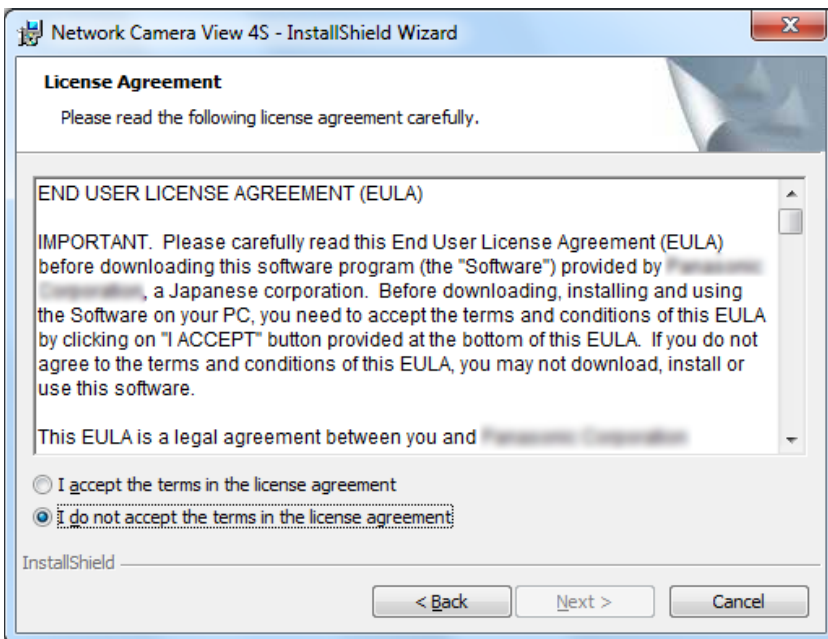 Network Camera View 4S - InstallShield Wizard
License Agreement
Please read the following license agreement carefully.
END USER LICENSE AGREEMENT (EULA)
IMPORTANT.  Please carefully read this End User License Agreement (EULA)
before downloading this software program (the "Software") provided by
, a Japanese corporation.  Before downloading, installing and using
the Software on your PC, you need to accept the terms and conditions of this EULA
by clicking on "I ACCEPT" button provided at the bottom of this EULA.  If you do not
agree to the terms and conditions of this EULA, you may not download, install or
use this software.
This EULA is a legal agreement between you and
I accept the terms in the license agreement
I do not accept the terms in the license agreement
InstallShield
< Back
Next >
Cancel